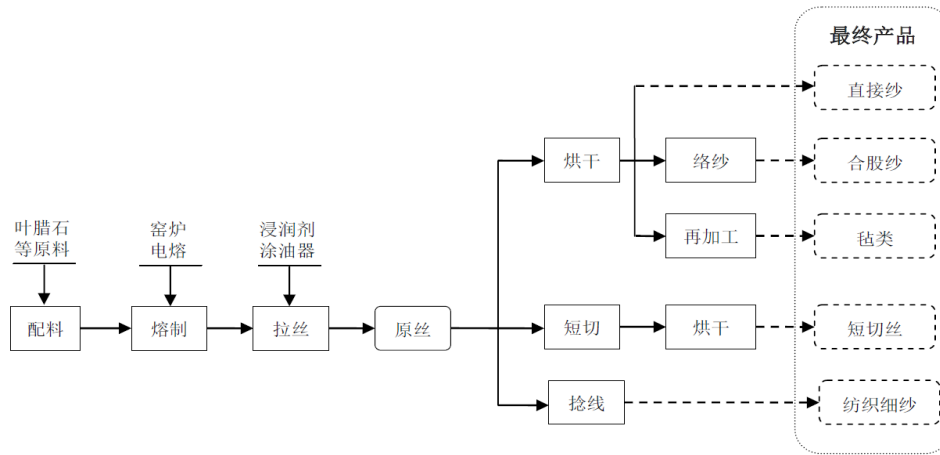 最终产品
直接纱
烘干
络纱
合股纱
叶腊石
等原料
窑炉
电熔
浸润剂
涂油器
再加工
毡类
配料
熔制
拉丝
原丝
短切
烘干
短切丝
捻线
纺织细纱